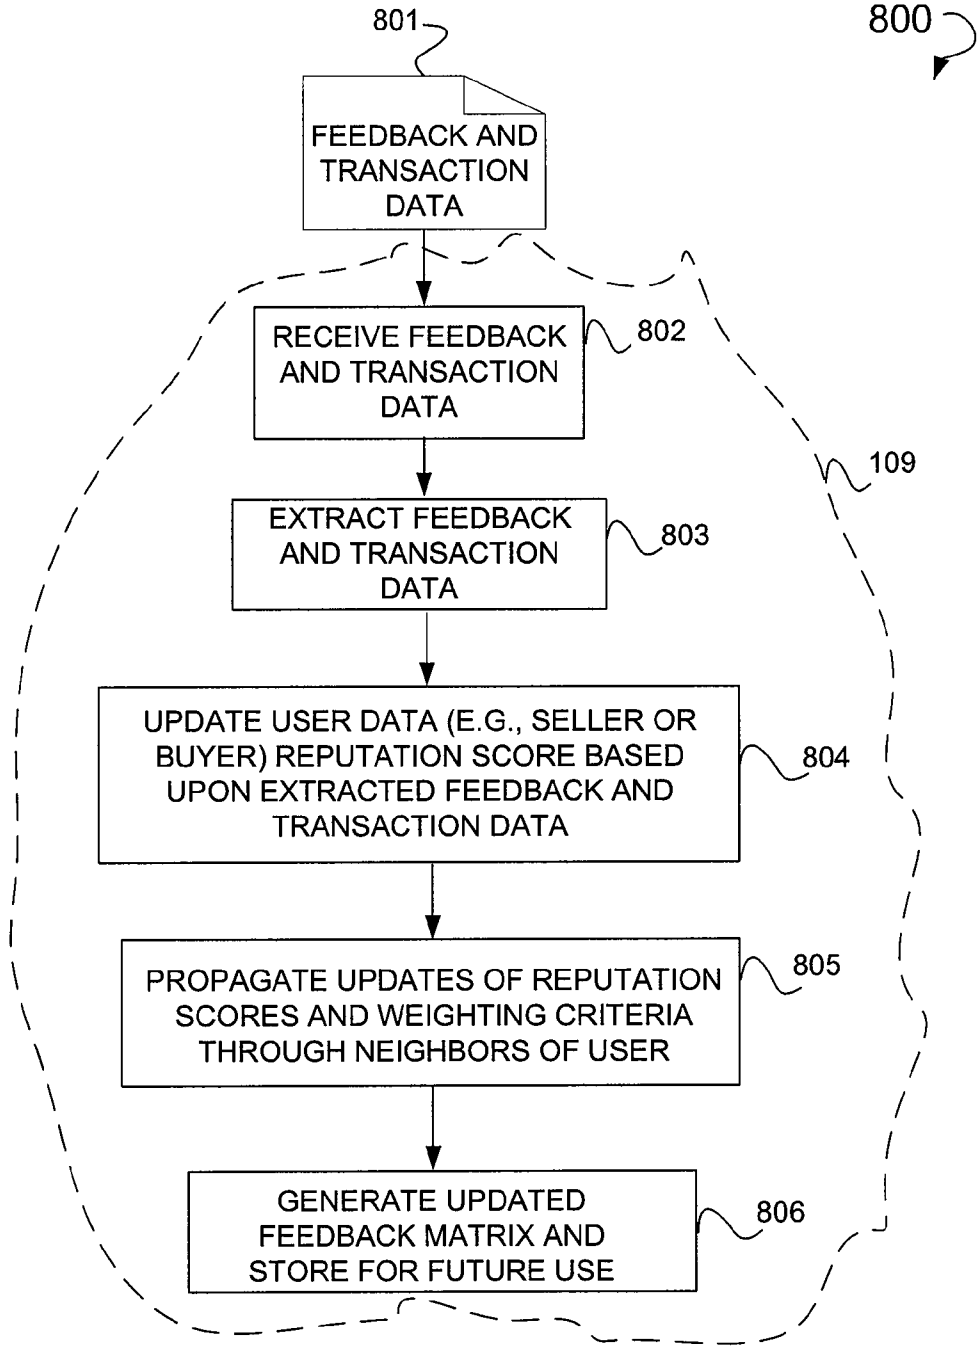 801
800
FEEDBACK AND
TRANSACTION
DATA
RECEIVE FEEDBACK
AND TRANSACTION
DATA
802
109
EXTRACT FEEDBACK
AND TRANSACTION
DATA
803
UPDATE USER DATA (E.G., SELLER OR
BUYER) REPUTATION SCORE BASED
UPON EXTRACTED FEEDBACK AND
TRANSACTION DATA
804
PROPAGATE UPDATES OF REPUTATION
SCORES AND WEIGHTING CRITERIA
THROUGH NEIGHBORS OF USER
805
GENERATE UPDATED
FEEDBACK MATRIX AND
STORE FOR FUTURE USE
806